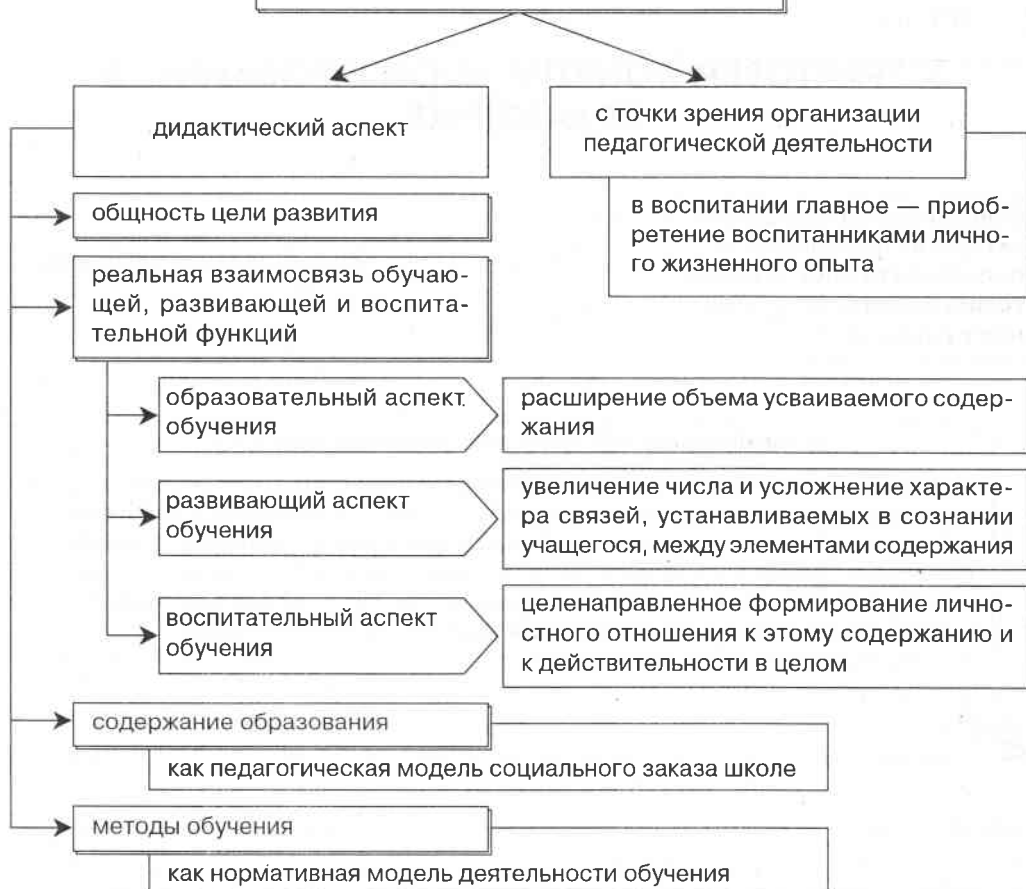 дидактический аспект
с точки зрения организации
педагогической деятельности
общность цели развития
в воспитании главное — приоб-
ретение воспитанниками лично-
го жизненного опыта
реальная взаимосвязь обучаю-
щей, развивающей и воспита-
тельной функций
образовательный аспект
обучения
расширение объема усваиваемого содер-
жания
развивающий аспект
обучения
увеличение числа и усложнение характе-
ра связей, устанавливаемых в сознании
учащегося, между элементами содержания
воспитательный аспект
обучения
целенаправленное формирование лично-
стного отношения к этому содержанию и
к действительности в целом
содержание образования
как педагогическая модель социального заказа школе
методы обучения
как нормативная модель деятельности обучения